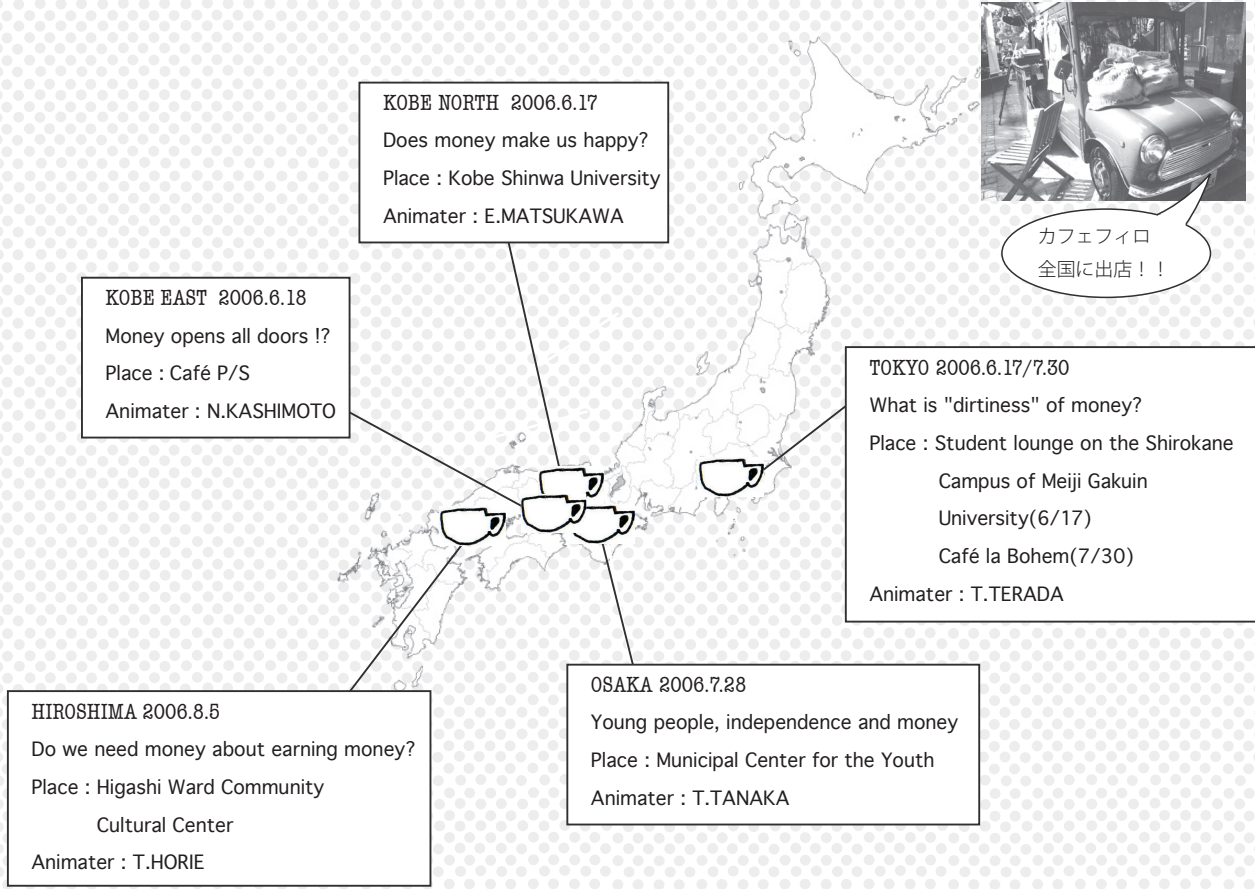 KOBE NORTH 2006.6.17
Does money make us happy?
Place : Kobe Shinwa University
Animater : E.MATSUKAWA
カフェフィロ
全国に出店！！
KOBE EAST 2006.6.18
Money opens all doors !?
Place : Café P/S
Animater : N.KASHIMOTO
TOKYO 2006.6.17/7.30
What is "dirtiness" of money?
Place : Student lounge on the Shirokane
Campus of Meiji Gakuin
University(6/17)
Café la Bohem(7/30)
Animater : T.TERADA
OSAKA 2006.7.28
Young people, independence and money
Place : Municipal Center for the Youth
Animater : T.TANAKA
HIROSHIMA 2006.8.5
Do we need money about earning money?
Place : Higashi Ward Community
Cultural Center
Animater : T.HORIE